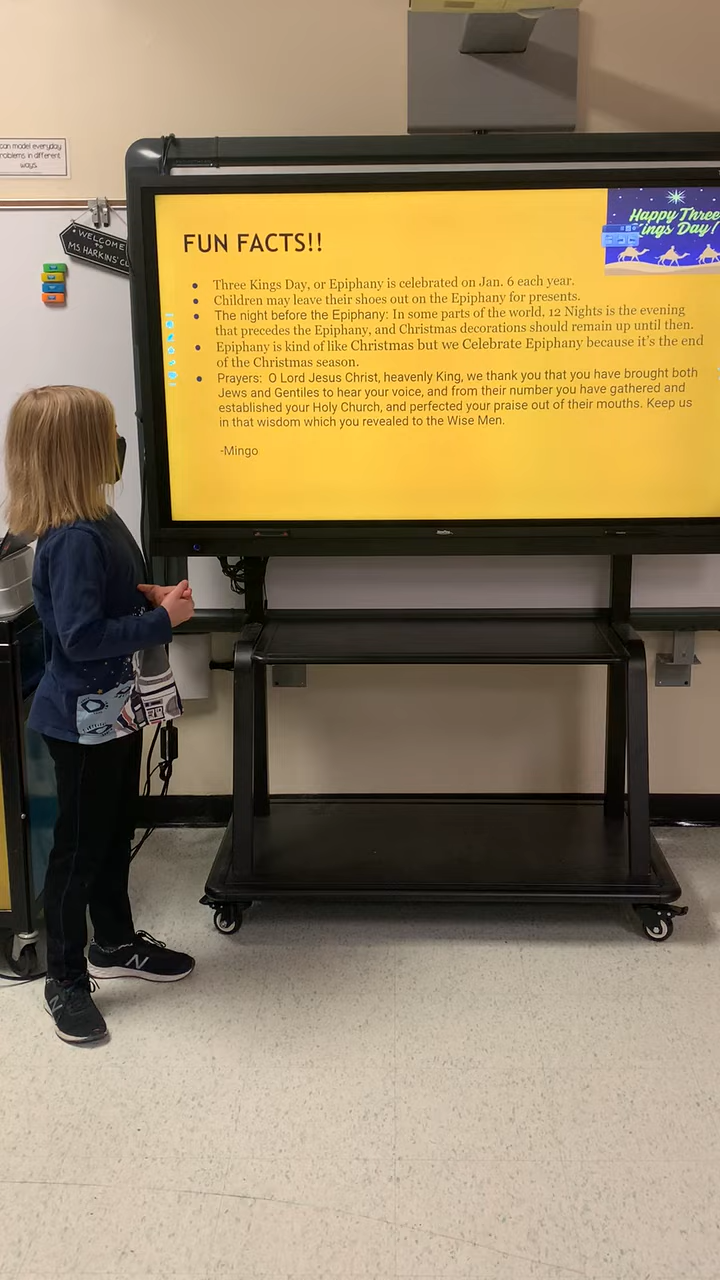 can model everyday
roblems in different
ways.
WELCOME
TO
MS HARKINS' CL
FUN FACTS!!
Happy Three
Kings Day!
Three Kings Day, or Epiphany is celebrated on Jan. 6 each year.
Children may leave their shoes out on the Epiphany for presents.
The night before the Epiphany: In some parts of the world, 12 Nights is the evening
that precedes the Epiphany, and Christmas decorations should remain up until then.
Epiphany is kind of like Christmas but we Celebrate Epiphany because it's the end
of the Christmas season.
Prayers: O Lord Jesus Christ, heavenly King, we thank you that you have brought both
Jews and Gentiles to hear your voice, and from their number you have gathered and
established your Holy Church, and perfected your praise out of their mouths. Keep us
in that wisdom which you revealed to the Wise Men.
-Mingo